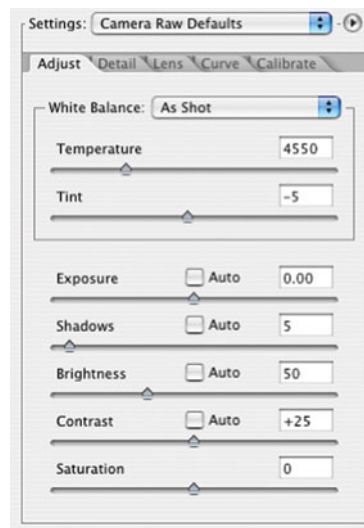 Settings: Camera Raw Defaults
Adjust Detail Lens Curve Calibrate
White Balance: As Shot
Temperature 4550
Tint -5
Exposure Auto 0.00
Shadows Auto 5
Brightness Auto 50
Contrast Auto +25
Saturation 0